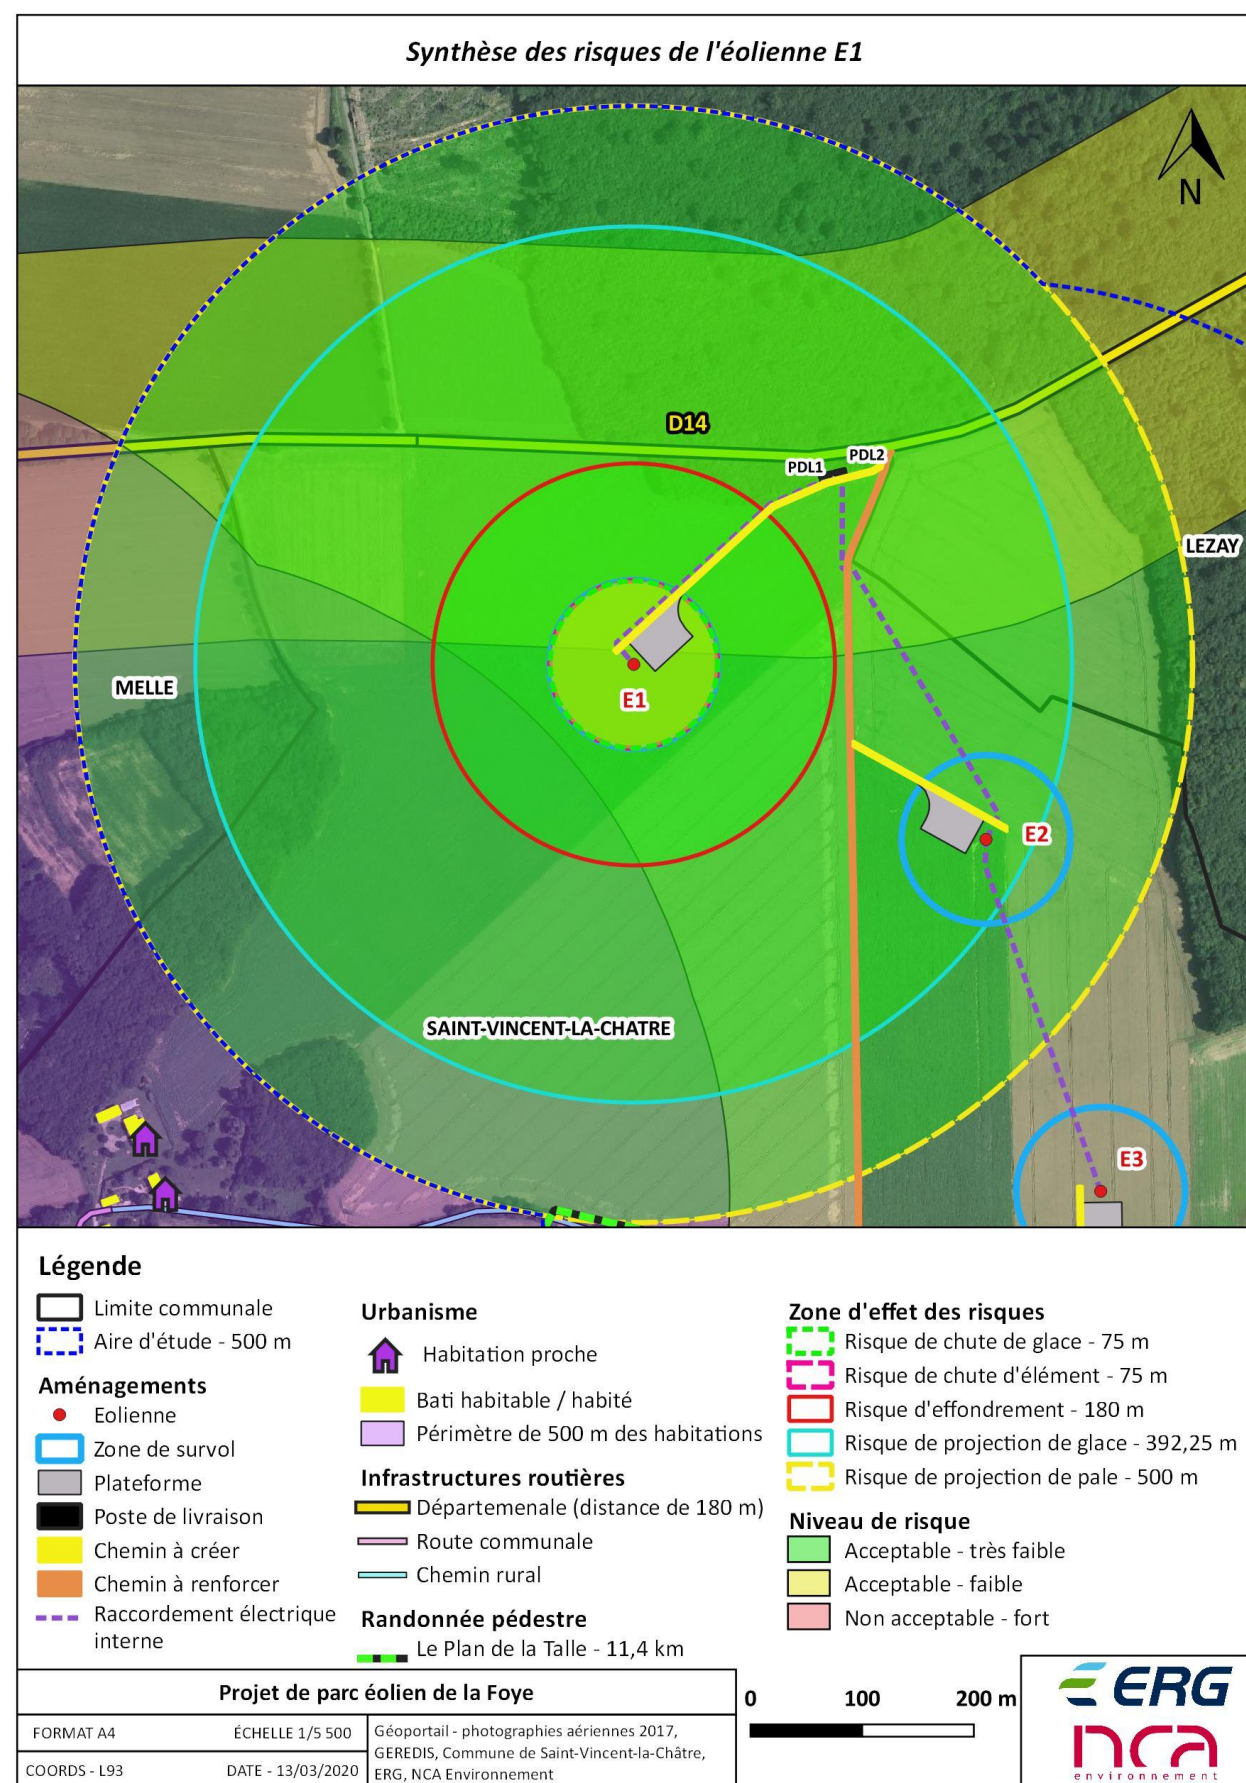 Synthèse des risques de l'éolienne E1
N
D14
PDL1
PDL2
LEZAY
MELLE
E1
E2
SAINT-VINCENT-LA-CHATRE
E3
Légende
Limite communale
Aire d'étude - 500 m
Aménagements
Eolienne
Zone de survol
Plateforme
Poste de livraison
Chemin à créer
Chemin à renforcer
Raccordement électrique
interne
Urbanisme
Habitation proche
Bati habitable / habité
Périmètre de 500 m des habitations
Infrastructures routières
Départemenale (distance de 180 m)
Route communale
Chemin rural
Randonnée pédestre
Le Plan de la Talle - 11,4 km
Zone d'effet des risques
Risque de chute de glace - 75 m
Risque de chute d'élément - 75 m
Risque d'effondrement - 180 m
Risque de projection de glace - 392,25 m
Risque de projection de pale - 500 m
Niveau de risque
Acceptable - très faible
Acceptable - faible
Non acceptable - fort
Projet de parc éolien de la Foye
FORMAT A4 ÉCHELLE 1/5 500
COORDS - L93 DATE - 13/03/2020
Géoportail - photographies aériennes 2017,
GEREDIS, Commune de Saint-Vincent-la-Châtre,
ERG, NCA Environnement
0 100 200 m
ERG
nca
environnement